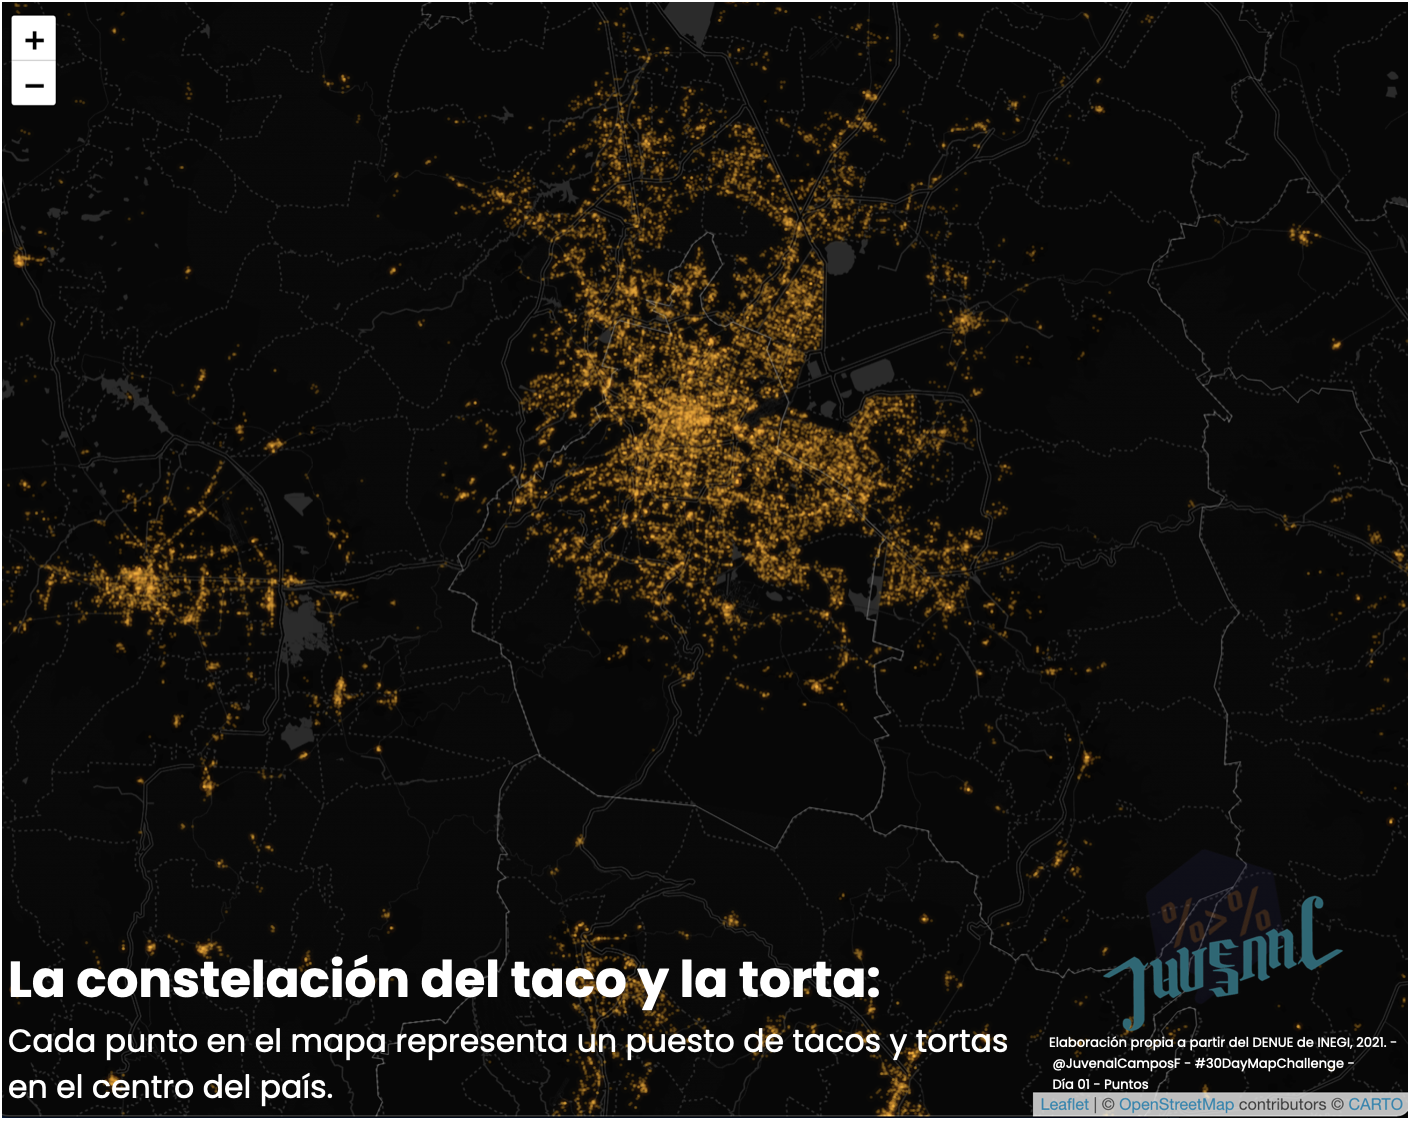 +
−
La constelación del taco y la torta:
Cada punto en el mapa representa un puesto de tacos y tortas
en el centro del país.
%>%
JUVENAL
Elaboración propia a partir del DENUE de INEGI, 2021. -
@JuvenalCamposF - #30DayMapChallenge -
Día 01 - Puntos
Leaflet | © OpenStreetMap contributors © CARTO